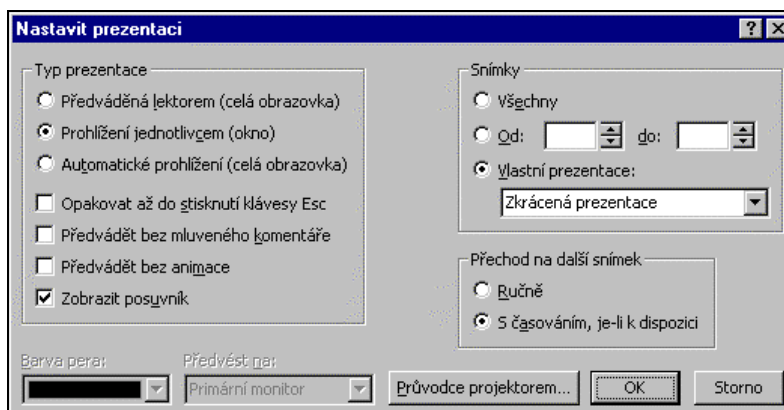 Nastavit prezentaci
Typ prezentace
Předváděná lektorem (celá obrazovka)
Prohlížení jednotlivcem (okno)
Automatické prohlížení (celá obrazovka)
Opakovat až do stisknutí klávesy Esc
Předvádět bez mluveného komentáře
Předvádět bez animace
Zobrazit posuvník
Snímky
Všechny
Od: do:
Vlastní prezentace:
Zkrácená prezentace
Přechod na další snímek
Ručně
S časováním, je-li k dispozici
Barva pera: Předvést na:
Primární monitor Průvodce projektorem... OK Storno